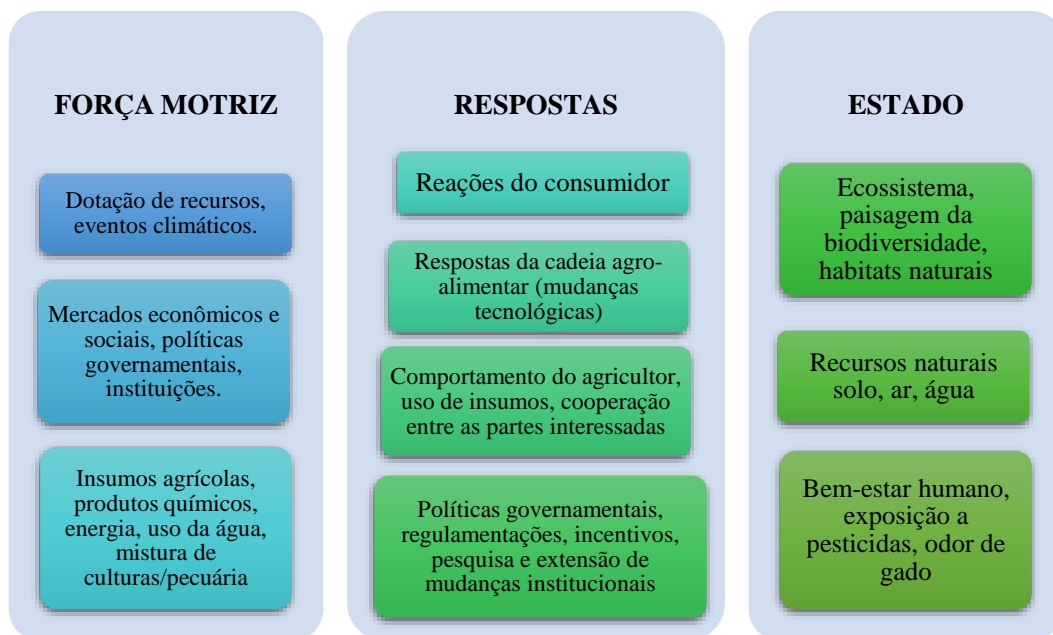 FORÇA MOTRIZ
Dotação de recursos,
eventos climáticos.
Mercados econômicos e
sociais, políticas
governamentais,
instituições.
Insumos agrícolas,
produtos químicos,
energia, uso da água,
mistura de
culturas/pecuária
RESPOSTAS
Reações do consumidor
Respostas da cadeia agro-
alimentar (mudanças
tecnológicas)
Comportamento do agricultor,
uso de insumos, cooperação
entre as partes interessadas
Políticas governamentais,
regulamentações, incentivos,
pesquisa e extensão de
mudanças institucionais
ESTADO
Ecossistema,
paisagem da
biodiversidade,
habitats naturais
Recursos naturais
solo, ar, água
Bem-estar humano,
exposição a
pesticidas, odor de
gado